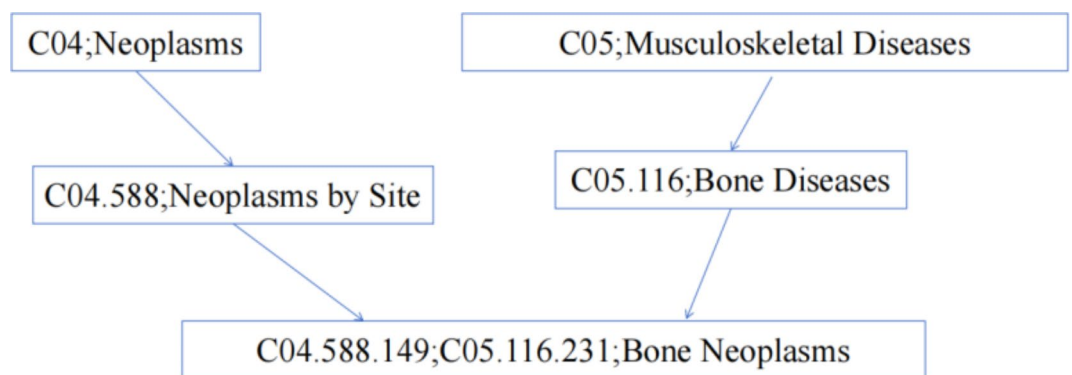 C04;Neoplasms
C05;Musculoskeletal Diseases
C04.588;Neoplasms by Site
C05.116;Bone Diseases
C04.588.149;C05.116.231;Bone Neoplasms